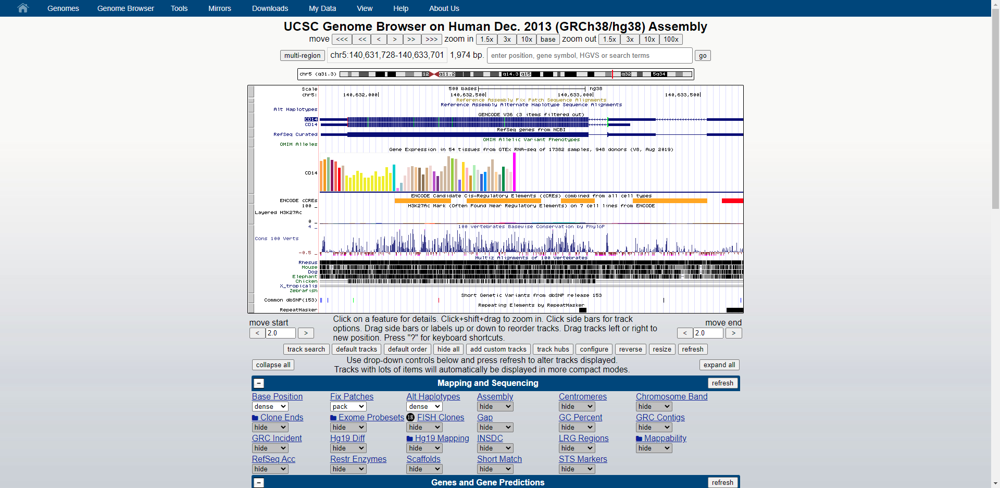 Genomes Genome Browser Tools Mirrors Downloads My Data View Help About Us
UCSC Genome Browser on Human Dec. 2013 (GRCh38/hg38) Assembly
move <<< << < > >> >>> zoom in 1.5x 3x 10x base zoom out 1.5x 3x 10x 100x
multi-region chr5:140,631,728-140,633,701 1,974 bp. enter position, gene symbol, HGVS or search terms go
chr5 (q31.3) 12 q11.2 q14.3 q15 q32 5q34
Scale 500 bases hg38
chr5: 140,632,000 140,632,500 140,633,000 140,633,500
Reference Assembly Fix Patch Sequence Alignments
Reference Assembly Alternate Haplotype Sequence Alignments
Alt Haplotypes
GENCODE V36 (3 items filtered out)
CD14
CD14
RefSeq genes from NCBI
RefSeq Curated
OMIM Allelic Variant Phenotypes
OMIM Alleles
Gene Expression in 54 tissues from GTEx RNA-seq of 17382 samples, 948 donors (V8, Aug 2019)
CD14
ENCODE Candidate Cis-Regulatory Elements (cCREs) combined from all cell types
ENCODE cCREs
H3K27Ac Mark (Often Found Near Regulatory Elements) on 7 cell lines from ENCODE
100 _
Layered H3K27Ac
0 _
100 vertebrates Basewise Conservation by PhyloP
4 _
Cons 100 Verts
-0.5 _
Multiz Alignments of 100 Vertebrates
Rhesus
Mouse
Dog
Elephant
Chicken
X_tropicalis
Zebrafish
Short Genetic Variants from dbSNP release 153
Common dbSNP(153)
Repeating Elements by RepeatMasker
RepeatMasker
move start Click on a feature for details. Click+shift+drag to zoom in. Click side bars for track move end
< 2.0 > options. Drag side bars or labels up or down to reorder tracks. Drag tracks left or right to < 2.0 >
new position. Press "?" for keyboard shortcuts.
track search default tracks default order hide all add custom tracks track hubs configure reverse resize refresh
collapse all Use drop-down controls below and press refresh to alter tracks displayed. expand all
Tracks with lots of items will automatically be displayed in more compact modes.
- Mapping and Sequencing refresh
Base Position Fix Patches Alt Haplotypes Assembly Centromeres Chromosome Band
dense pack dense hide hide hide
Clone Ends Exome Probesets 18 FISH Clones Gap GC Percent GRC Contigs
hide hide hide hide hide hide
GRC Incident Hg19 Diff Hg19 Mapping INSDC LRG Regions Mappability
hide hide hide hide hide hide
RefSeq Acc Restr Enzymes Scaffolds Short Match STS Markers
hide hide hide hide hide
- Genes and Gene Predictions refresh